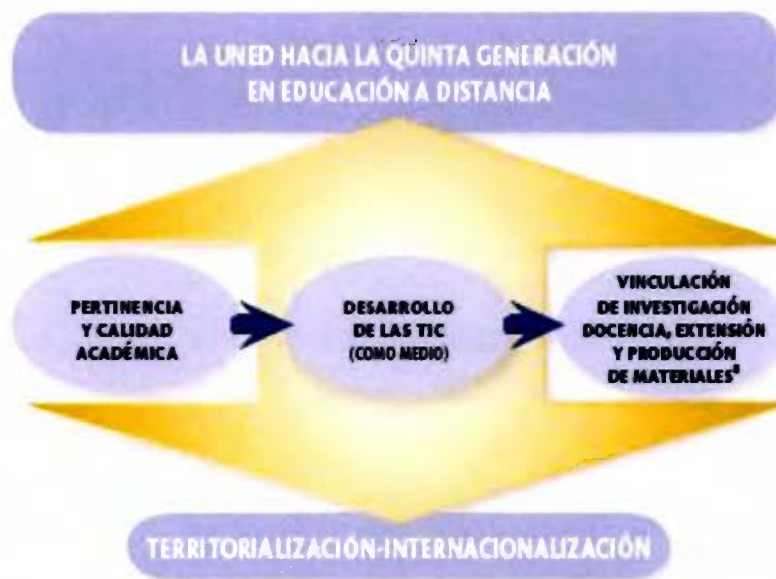 LA UNED HACIA LA QUINTA GENERACIÓN
EN EDUCACIÓN A DISTANCIA
PERTINENCIA
Y CALIDAD
ACADÉMICA
DESARROLLO
DE LAS TIC
(COMO MEDIO)
VINCULACIÓN
DE INVESTIGACIÓN
DOCENCIA, EXTENSIÓN
Y PRODUCCIÓN
DE MATERIALES⁸
TERRITORIALIZACIÓN-INTERNACIONALIZACIÓN